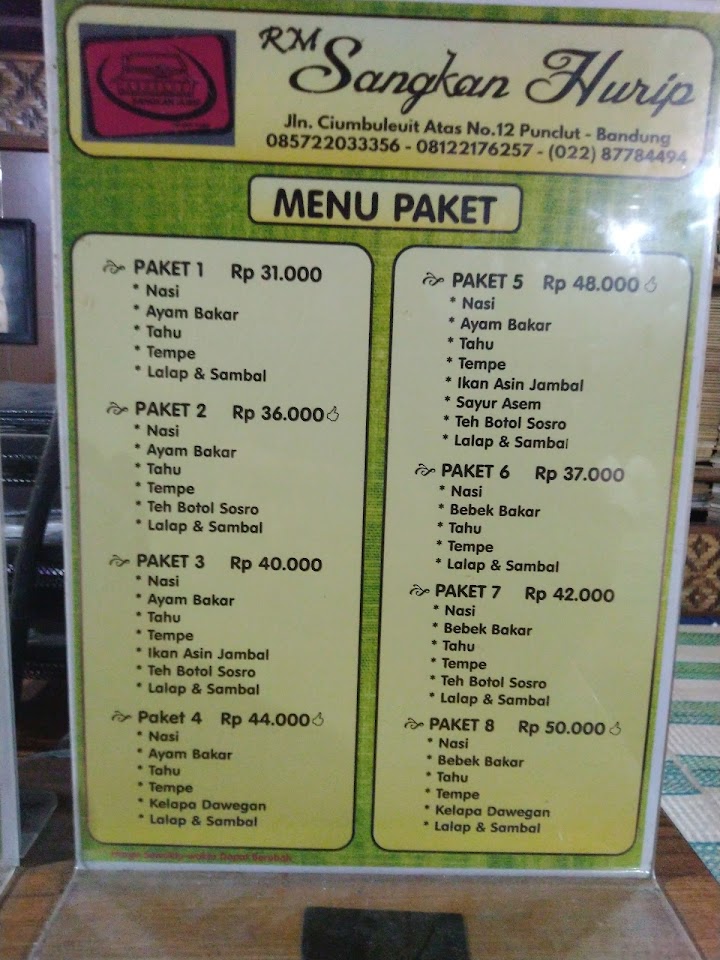 RM Sangkan Hurip
Jln. Ciumbuleuit Atas No.12 Punclut - Bandung
085722033356 - 08122176257 - (022) 87784494
MENU PAKET
PAKET 1 Rp 31.000
* Nasi
* Ayam Bakar
* Tahu
* Tempe
* Lalap & Sambal
PAKET 2 Rp 36.000
* Nasi
* Ayam Bakar
* Tahu
* Tempe
* Teh Botol Sosro
* Lalap & Sambal
PAKET 3 Rp 40.000
* Nasi
* Ayam Bakar
* Tahu
* Tempe
* Ikan Asin Jambal
* Teh Botol Sosro
* Lalap & Sambal
Paket 4 Rp 44.000
* Nasi
* Ayam Bakar
* Tahu
* Tempe
* Kelapa Dawegan
* Lalap & Sambal
PAKET 5 Rp 48.000
* Nasi
* Ayam Bakar
* Tahu
* Tempe
* Ikan Asin Jambal
* Sayur Asem
* Teh Botol Sosro
* Lalap & Sambal
PAKET 6 Rp 37.000
* Nasi
* Bebek Bakar
* Tahu
* Tempe
* Lalap & Sambal
PAKET 7 Rp 42.000
* Nasi
* Bebek Bakar
* Tahu
* Tempe
* Teh Botol Sosro
* Lalap & Sambal
PAKET 8 Rp 50.000
* Nasi
* Bebek Bakar
* Tahu
* Tempe
* Kelapa Dawegan
* Lalap & Sambal